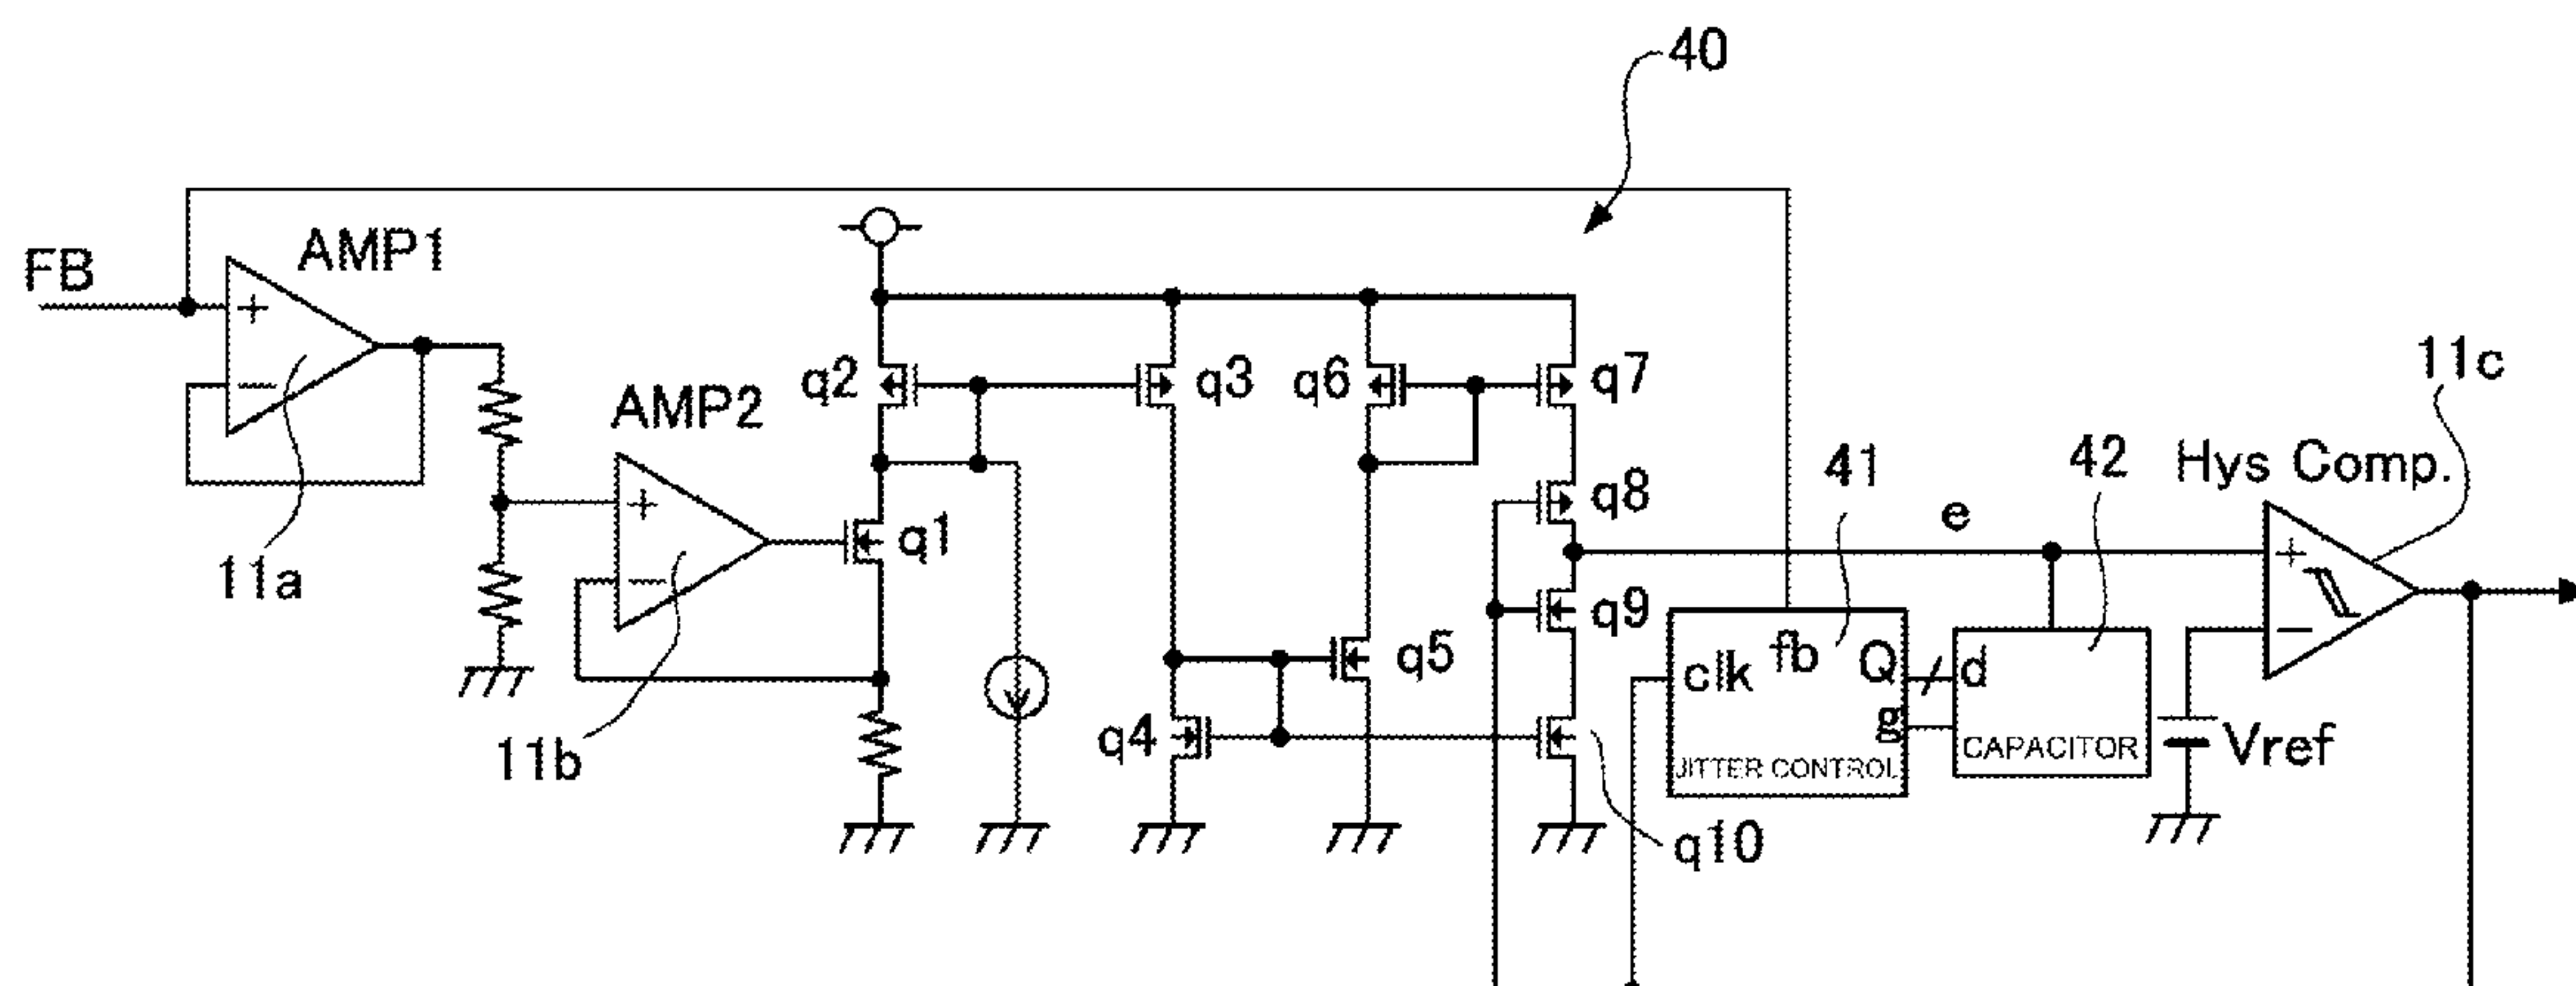 40
FB
AMP1
11a
AMP2
11b
q2
q3
q6
q7
q8
q1
q5
q9
q4
q10
41
42
Hys Comp.
11c
e
+
−
+
−
+
−
clk
fb
Q
g
JITTER CONTROL
d
CAPACITOR
Vref